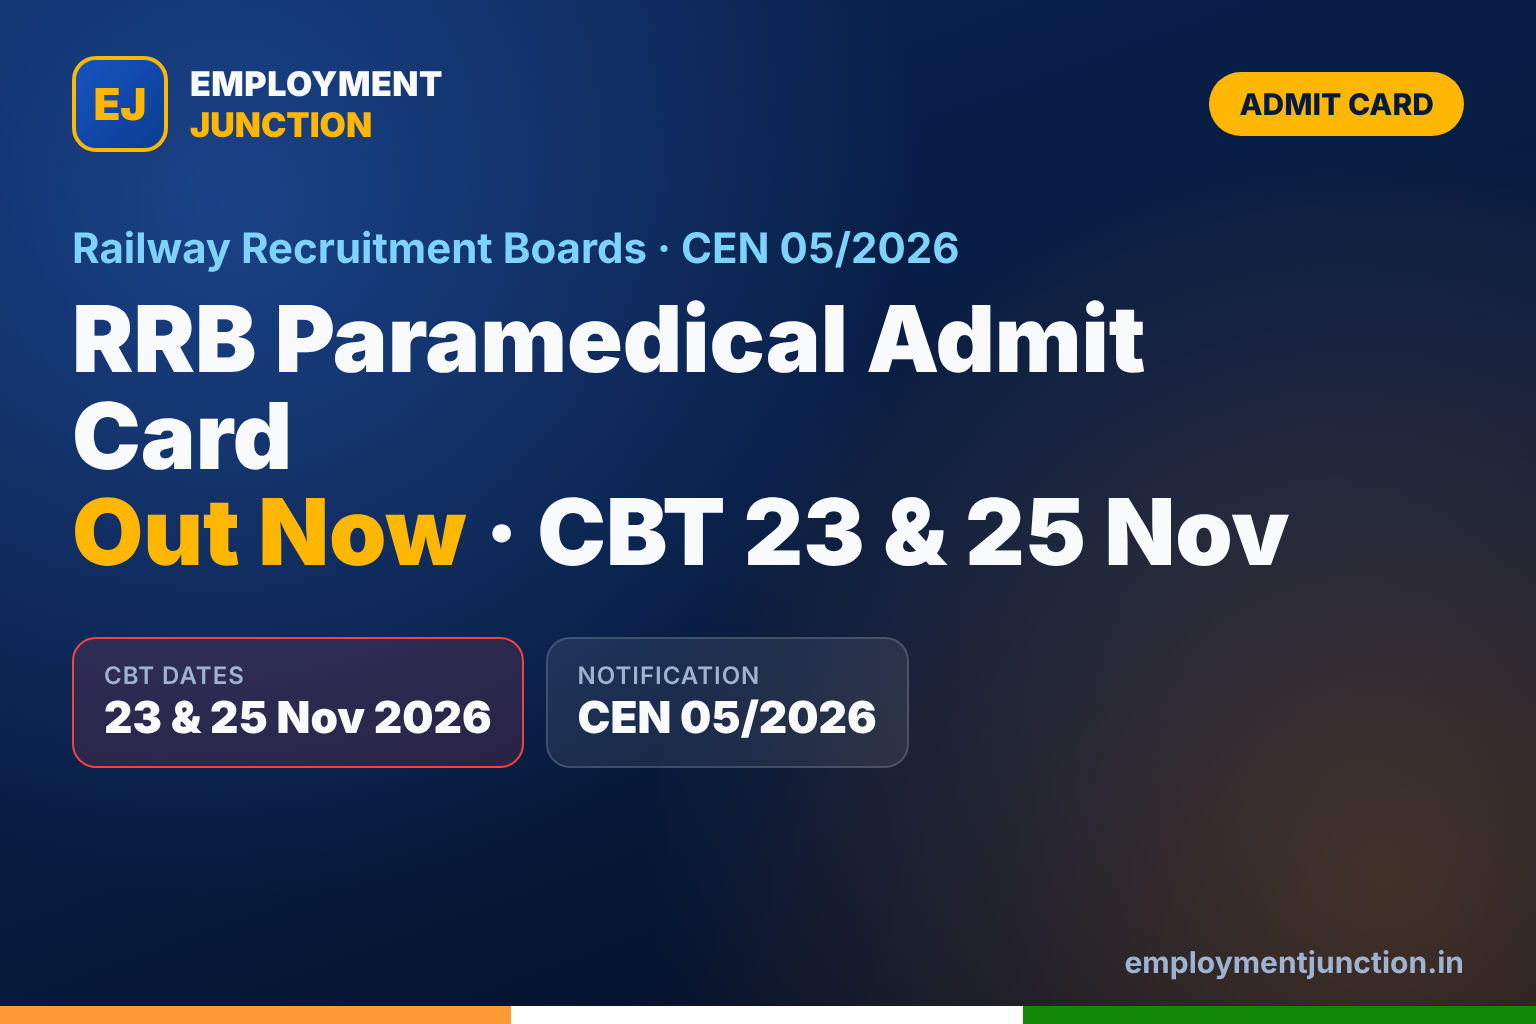 EJ
EMPLOYMENT
JUNCTION
ADMIT CARD
Railway Recruitment Boards · CEN 05/2026
RRB Paramedical Admit
Card
Out Now · CBT 23 & 25 Nov
CBT DATES
23 & 25 Nov 2026
NOTIFICATION
CEN 05/2026
employmentjunction.in